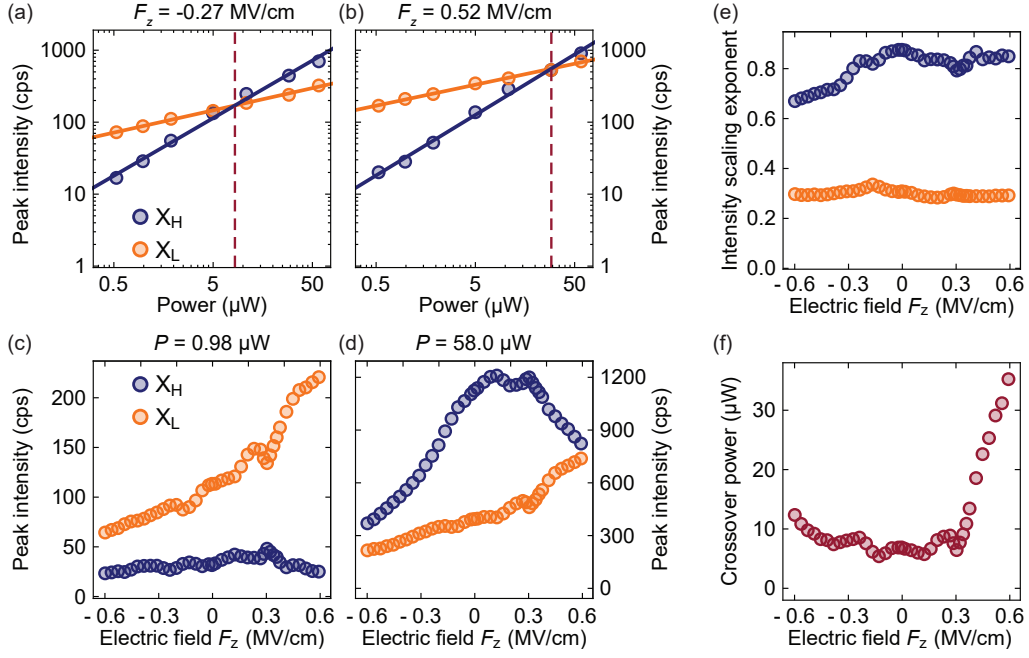 (a) F_z = -0.27 MV/cm
Peak intensity (cps)
1000
100
10
1
X_H
X_L
0.5 5 50
Power (µW)
(b) F_z = 0.52 MV/cm
1000
100
10
1
Peak intensity (cps)
0.5 5 50
Power (µW)
(e)
Intensity scaling exponent
0.8
0.6
0.4
0.2
0.0
- 0.6 - 0.3 0 0.3 0.6
Electric field F_z (MV/cm)
(c) P = 0.98 µW
Peak intensity (cps)
200
150
100
50
0
X_H
X_L
- 0.6 - 0.3 0 0.3 0.6
Electric field F_z (MV/cm)
(d) P = 58.0 µW
1200
900
600
300
0
Peak intensity (cps)
- 0.6 - 0.3 0 0.3 0.6
Electric field F_z (MV/cm)
(f)
Crossover power (µW)
30
20
10
0
- 0.6 - 0.3 0 0.3 0.6
Electric field F_z (MV/cm)